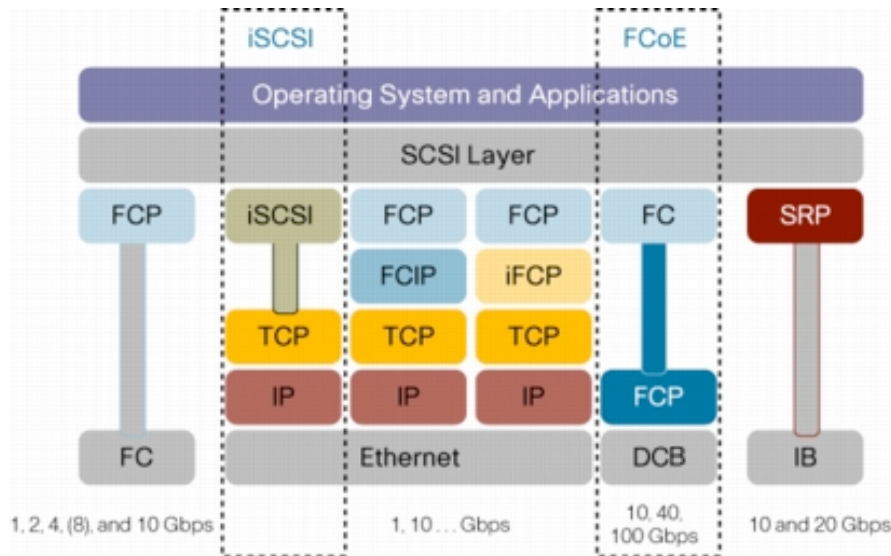 iSCSI FCoE
Operating System and Applications
SCSI Layer
FCP iSCSI FCP FCP FC SRP
FCIP iFCP
TCP TCP TCP
IP IP IP FCP
FC Ethernet DCB IB
1, 2, 4, (8), and 10 Gbps 1, 10 . . . Gbps 10, 40, 10 and 20 Gbps
100 Gbps